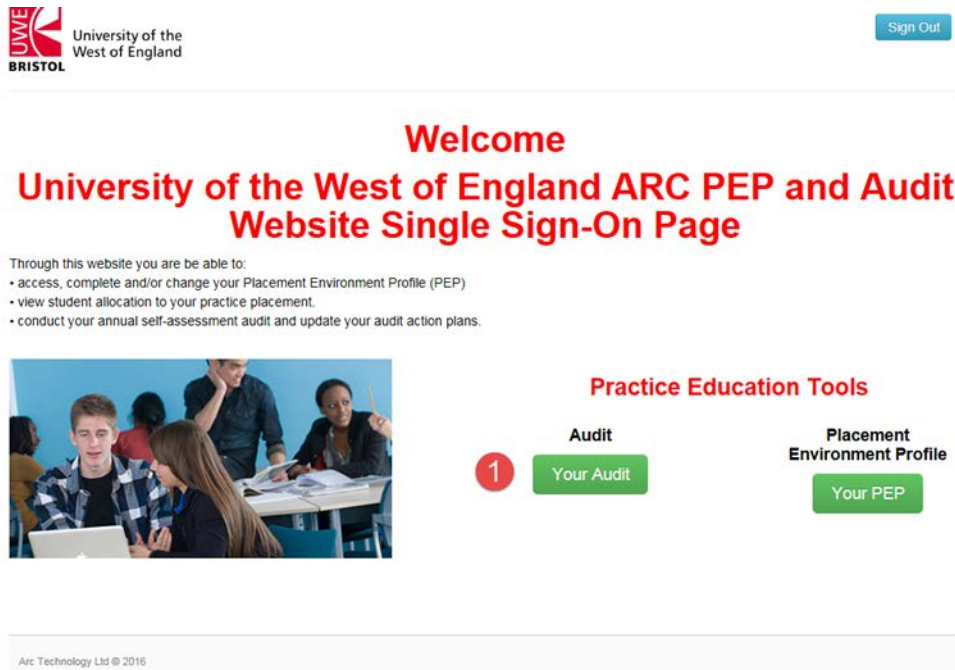 UWE
BRISTOL
University of the
West of England
Sign Out
Welcome
University of the West of England ARC PEP and Audit
Website Single Sign-On Page
Through this website you are be able to:
• access, complete and/or change your Placement Environment Profile (PEP)
• view student allocation to your practice placement.
• conduct your annual self-assessment audit and update your audit action plans.
Practice Education Tools
Audit
1
Your Audit
Placement
Environment Profile
Your PEP
Arc Technology Ltd © 2016